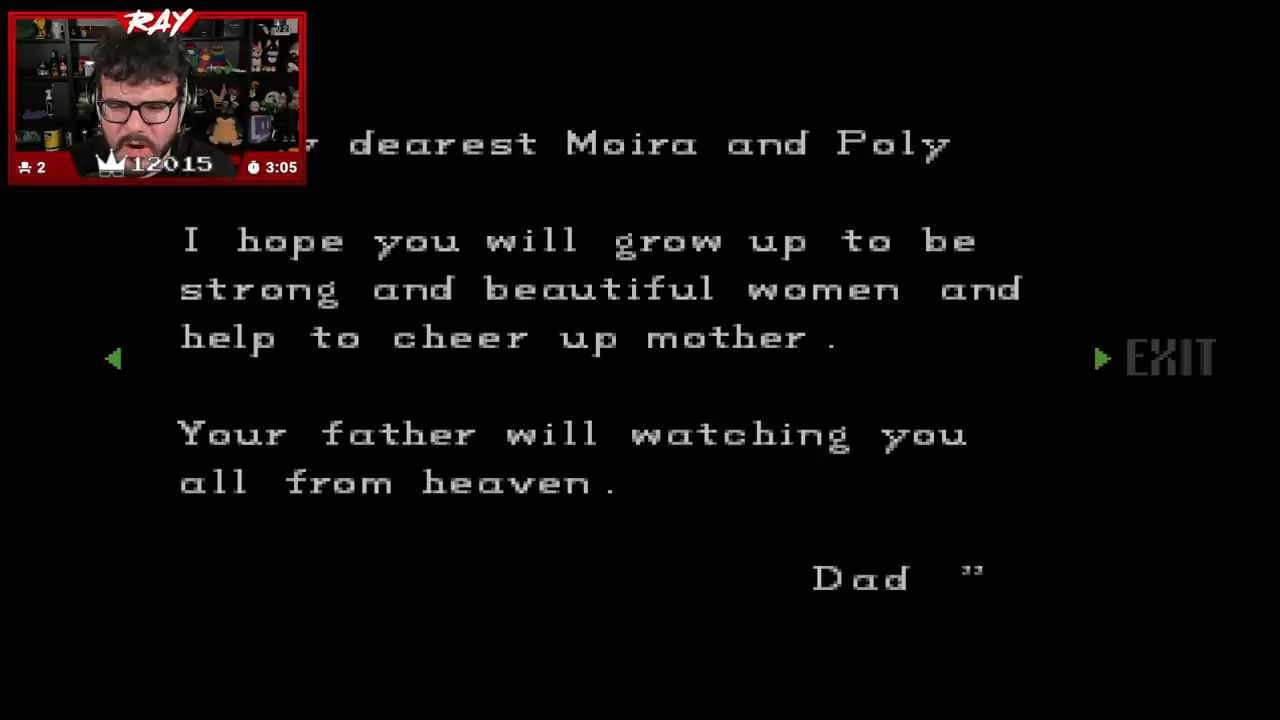 RAY
2
12015
3:05
dearest Moira and Poly
I hope you will grow up to be
strong and beautiful women and
help to cheer up mother.
EXIT
Your father will watching you
all from heaven.
Dad ”